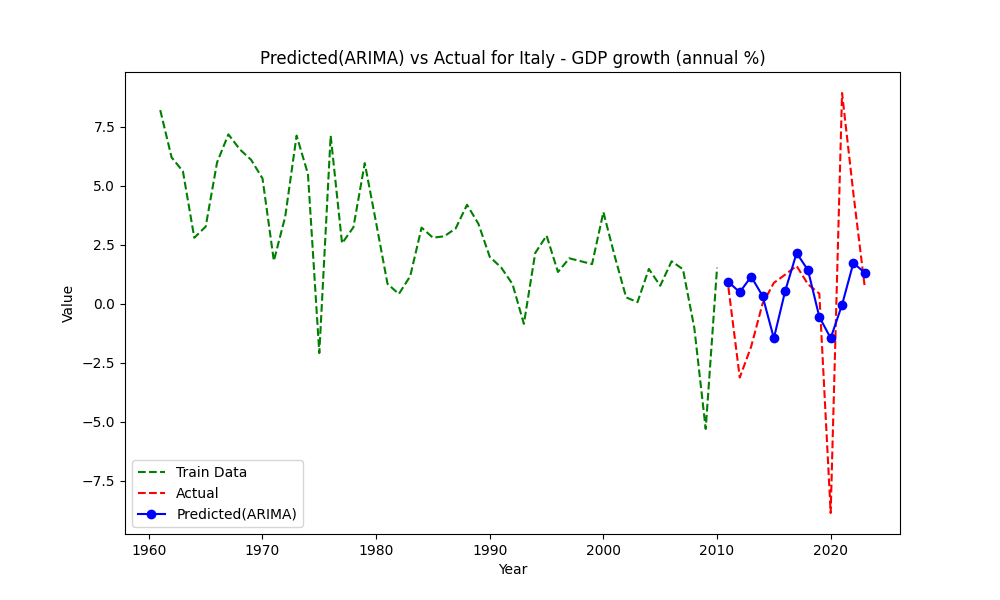 Predicted(ARIMA) vs Actual for Italy - GDP growth (annual %)
Value
7.5
5.0
2.5
0.0
−2.5
−5.0
−7.5
Train Data
Actual
Predicted(ARIMA)
1960 1970 1980 1990 2000 2010 2020
Year